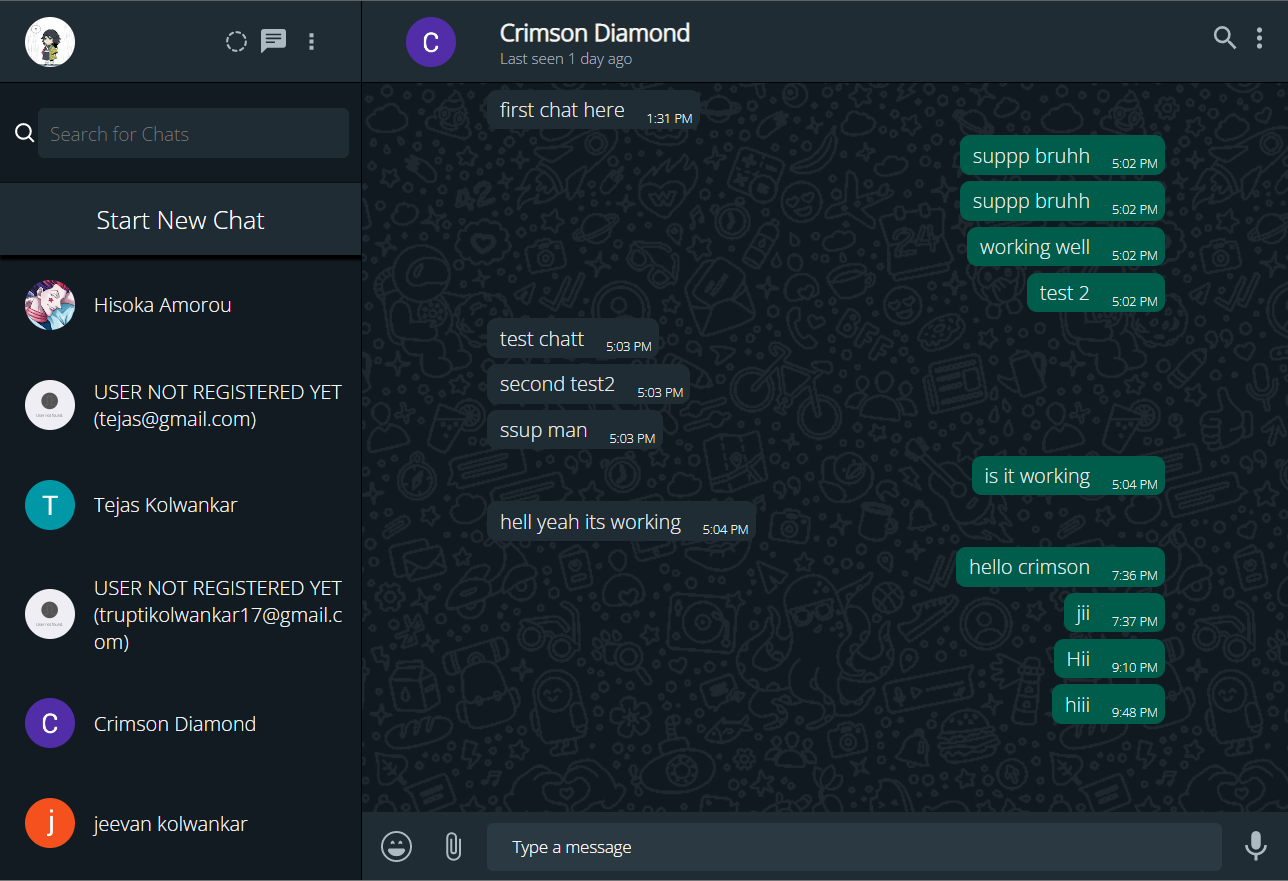 C
Crimson Diamond
Last seen 1 day ago
Search for Chats
Start New Chat
Hisoka Amorou
USER NOT REGISTERED YET
(tejas@gmail.com)
T
Tejas Kolwankar
USER NOT REGISTERED YET
(truptikolwankar17@gmail.c
om)
C
Crimson Diamond
j
jeevan kolwankar
first chat here 1:31 PM
suppp bruhh 5:02 PM
suppp bruhh 5:02 PM
working well 5:02 PM
test 2 5:02 PM
test chatt 5:03 PM
second test2 5:03 PM
ssup man 5:03 PM
is it working 5:04 PM
hell yeah its working 5:04 PM
hello crimson 7:36 PM
jii 7:37 PM
Hii 9:10 PM
hiii 9:48 PM
Type a message